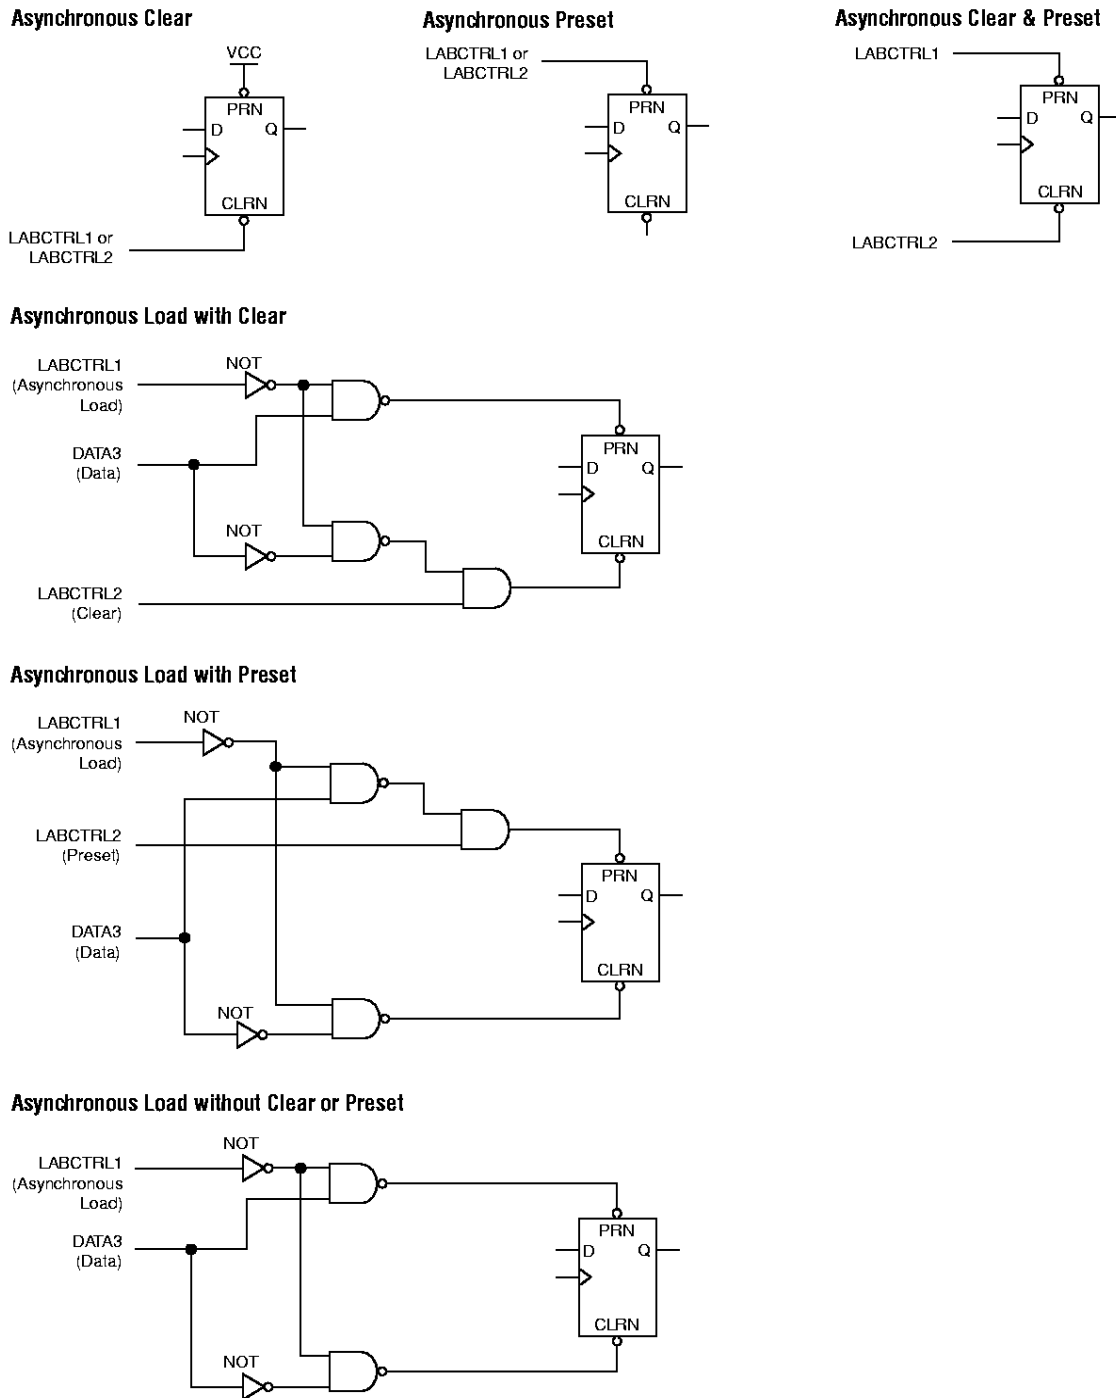 Asynchronous Clear
VCC
PRN
D Q
CLRN
LABCTRL1 or
LABCTRL2
Asynchronous Preset
LABCTRL1 or
LABCTRL2
PRN
D Q
CLRN
Asynchronous Clear & Preset
LABCTRL1
PRN
D Q
CLRN
LABCTRL2
Asynchronous Load with Clear
LABCTRL1
(Asynchronous
Load)
NOT
DATA3
(Data)
NOT
LABCTRL2
(Clear)
PRN
D Q
CLRN
Asynchronous Load with Preset
LABCTRL1
(Asynchronous
Load)
NOT
LABCTRL2
(Preset)
DATA3
(Data)
NOT
PRN
D Q
CLRN
Asynchronous Load without Clear or Preset
LABCTRL1
(Asynchronous
Load)
NOT
DATA3
(Data)
NOT
PRN
D Q
CLRN